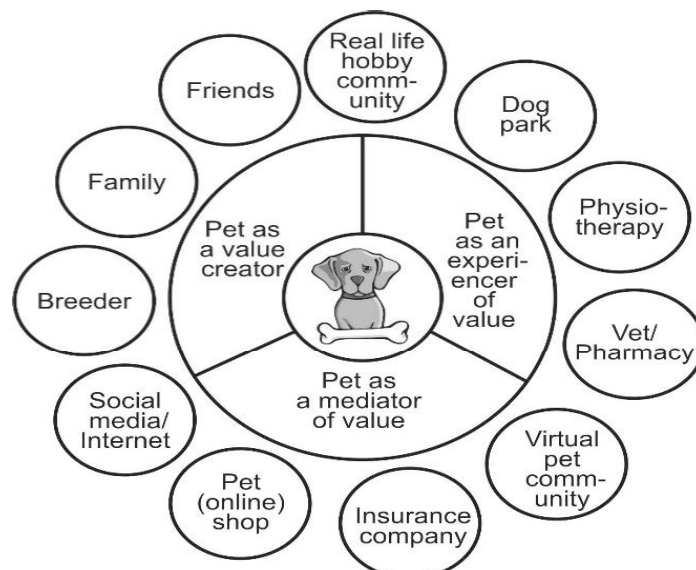 Real life
hobby
comm-
unity
Friends
Dog
park
Family
Physio-
therapy
Pet as
a value
creator
Pet
as an
experi-
encer
of
value
Breeder
Vet/
Pharmacy
Pet as
a mediator
of value
Social
media/
Internet
Virtual
pet
comm-
unity
Pet
(online)
shop
Insurance
company